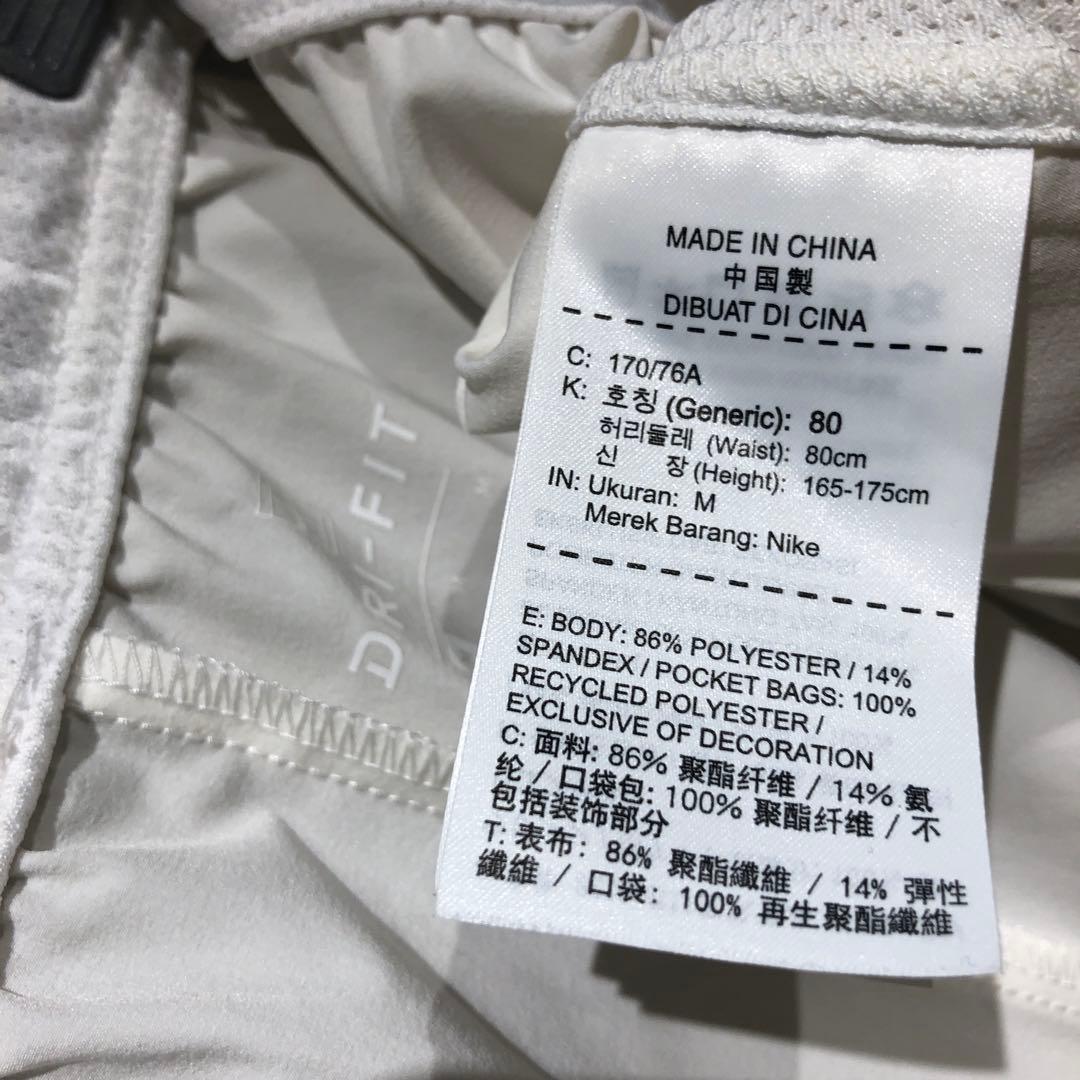 MADE IN CHINA
中国製
DIBUAT DI CINA
C: 170/76A
K: 호칭 (Generic): 80
허리둘레 (Waist): 80cm
신 장 (Height): 165-175cm
IN: Ukuran: M
Merek Barang: Nike
E: BODY: 86% POLYESTER / 14%
SPANDEX / POCKET BAGS: 100%
RECYCLED POLYESTER /
EXCLUSIVE OF DECORATION
C: 面料: 86% 聚酯纤维 / 14% 氨
纶 / 口袋包: 100% 聚酯纤维 / 不
包括装饰部分
T: 表布: 86% 聚酯纖維 / 14% 彈性
纖維 / 口袋: 100% 再生聚酯纖維
DRI-FIT
M